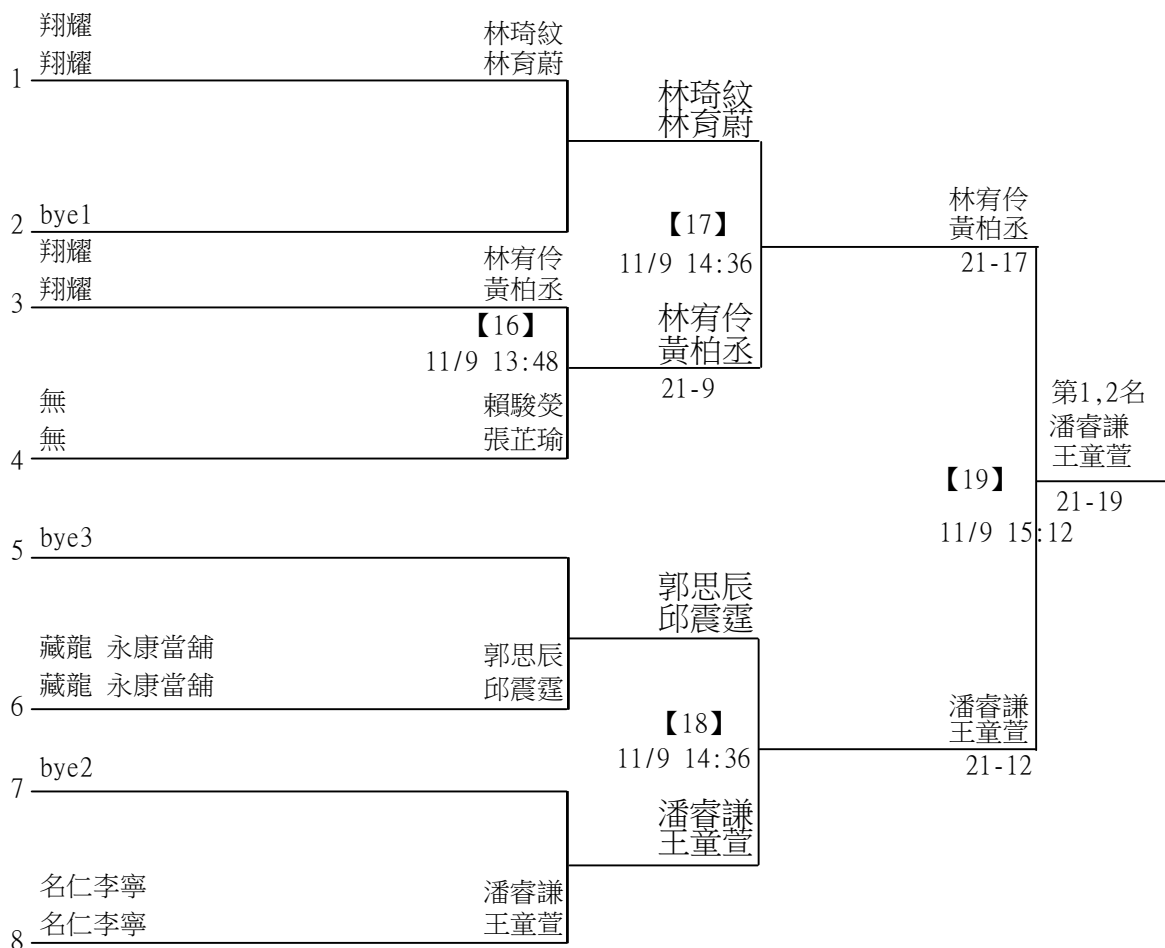 翔耀
翔耀
林琦紋
林育蔚
1
林琦紋
林育蔚
2 bye1
【17】
11/9 14:36
林宥伶
黃柏丞
21-17
翔耀
翔耀
林宥伶
黃柏丞
3
【16】
11/9 13:48
林宥伶
黃柏丞
21-9
無
無
賴駿熒
張芷瑜
4
第1,2名
潘睿謙
王童萱
【19】
21-19
11/9 15:12
5 bye3
郭思辰
邱震霆
藏龍 永康當舖
藏龍 永康當舖
郭思辰
邱震霆
6
【18】
11/9 14:36
潘睿謙
王童萱
21-12
7 bye2
潘睿謙
王童萱
名仁李寧
名仁李寧
潘睿謙
王童萱
8